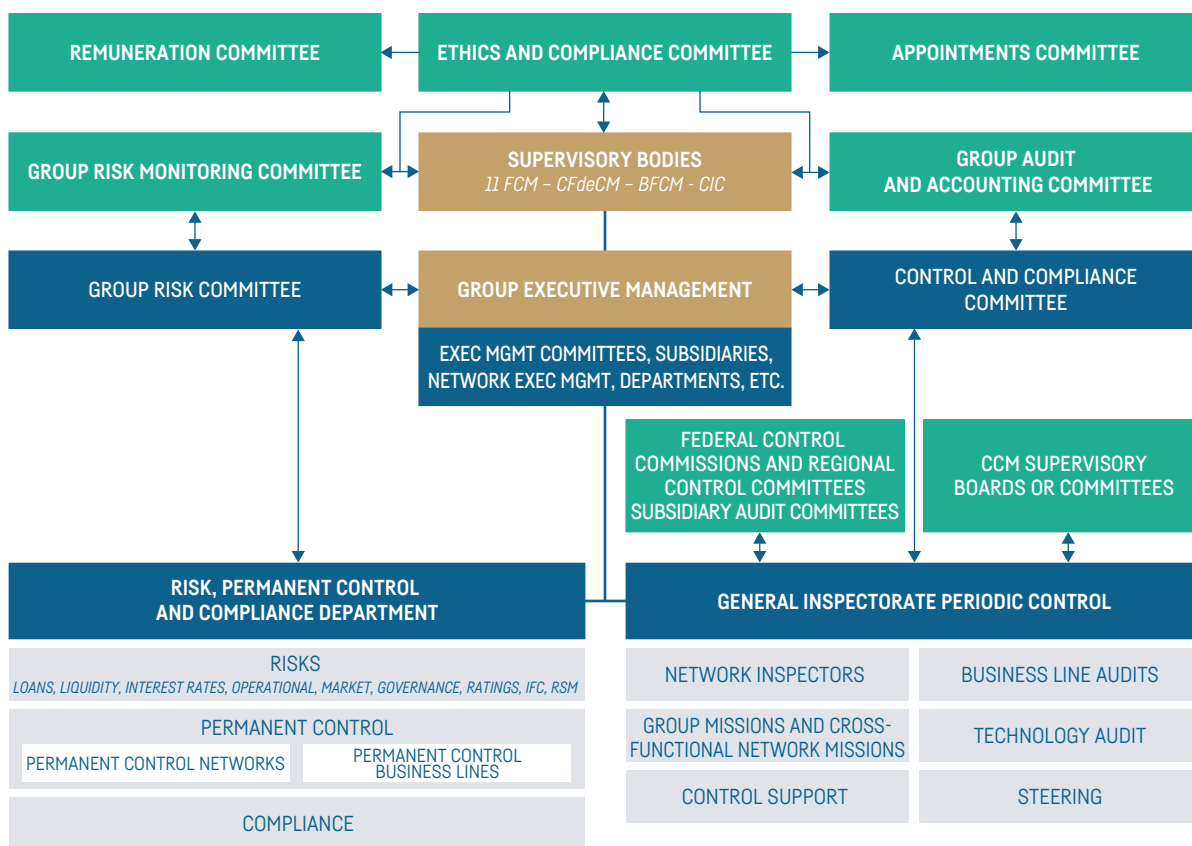 REMUNERATION COMMITTEE
ETHICS AND COMPLIANCE COMMITTEE
APPOINTMENTS COMMITTEE
GROUP RISK MONITORING COMMITTEE
SUPERVISORY BODIES
11 FCM – CFdeCM – BFCM - CIC
GROUP AUDIT
AND ACCOUNTING COMMITTEE
GROUP RISK COMMITTEE
GROUP EXECUTIVE MANAGEMENT
CONTROL AND COMPLIANCE
COMMITTEE
EXEC MGMT COMMITTEES, SUBSIDIARIES,
NETWORK EXEC MGMT, DEPARTMENTS, ETC.
FEDERAL CONTROL
COMMISSIONS AND REGIONAL
CONTROL COMMITTEES
SUBSIDIARY AUDIT COMMITTEES
CCM SUPERVISORY
BOARDS OR COMMITTEES
RISK, PERMANENT CONTROL
AND COMPLIANCE DEPARTMENT
GENERAL INSPECTORATE PERIODIC CONTROL
RISKS
LOANS, LIQUIDITY, INTEREST RATES, OPERATIONAL, MARKET, GOVERNANCE, RATINGS, IFC, RSM
PERMANENT CONTROL
PERMANENT CONTROL NETWORKS
PERMANENT CONTROL
BUSINESS LINES
COMPLIANCE
NETWORK INSPECTORS
BUSINESS LINE AUDITS
GROUP MISSIONS AND CROSS-
FUNCTIONAL NETWORK MISSIONS
TECHNOLOGY AUDIT
CONTROL SUPPORT
STEERING